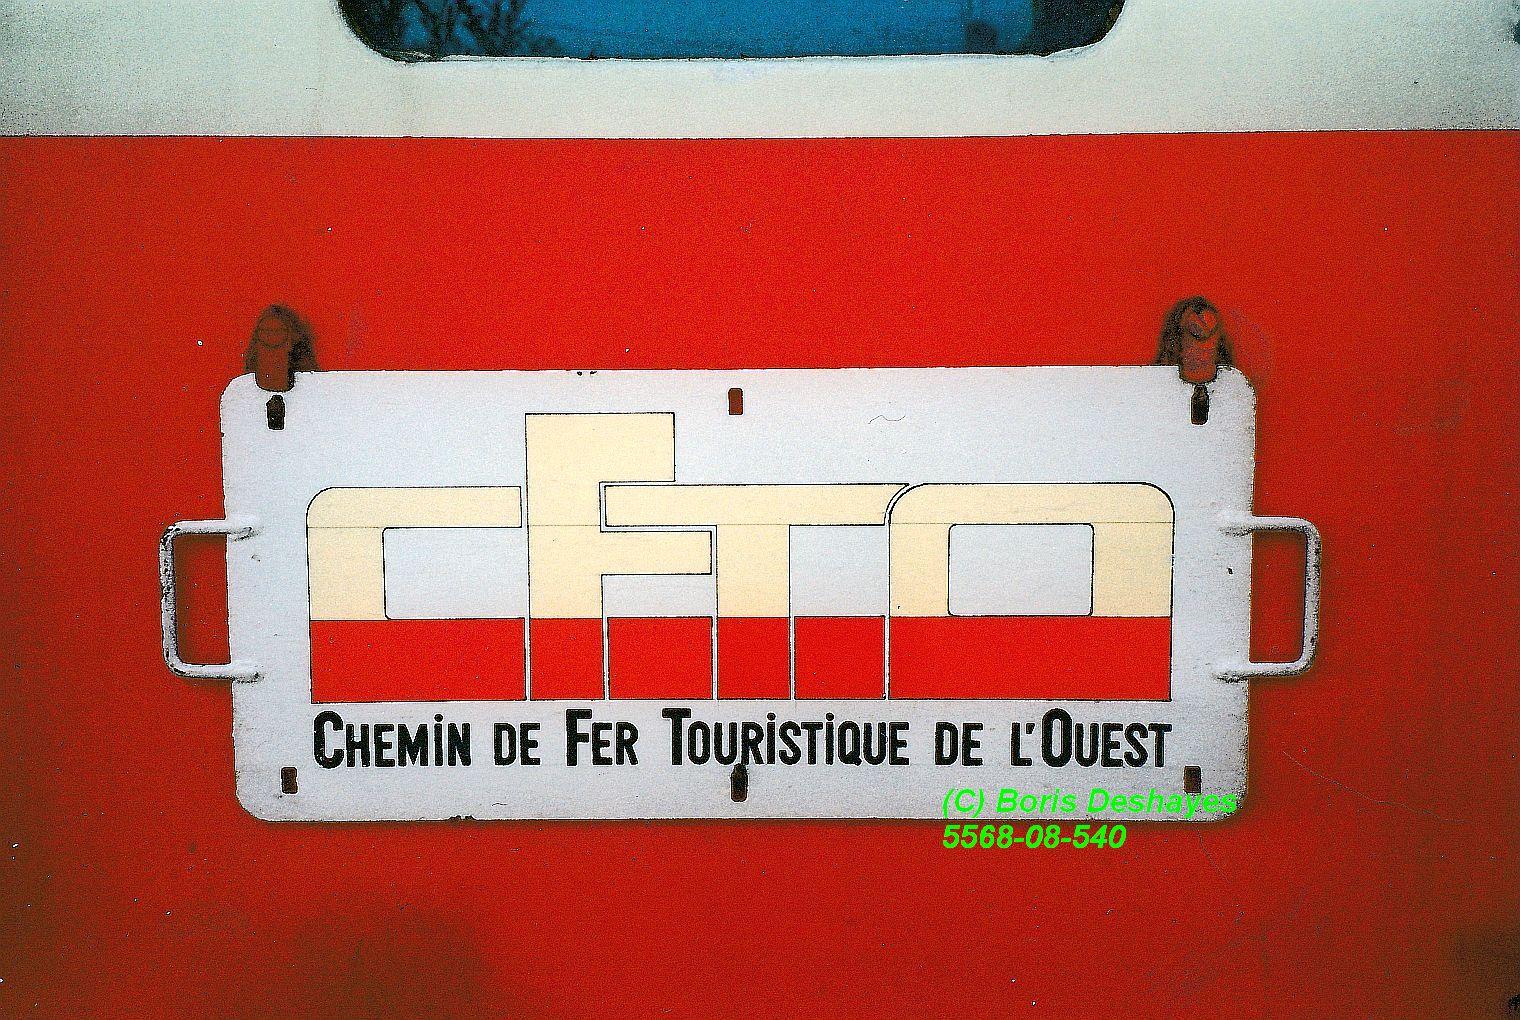 CFTO
CHEMiN DE FER TOURiSTiQUE DE L'OUEST
(C) Boris Deshayes
5568-08-540